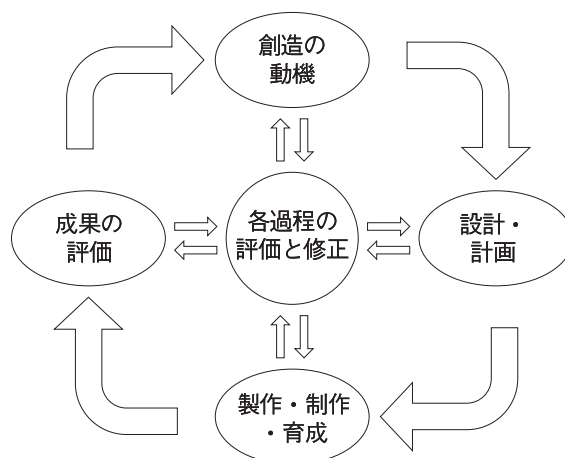 創造の
動機
成果の
評価
各過程の
評価と修正
設計・
計画
製作・制作
・育成